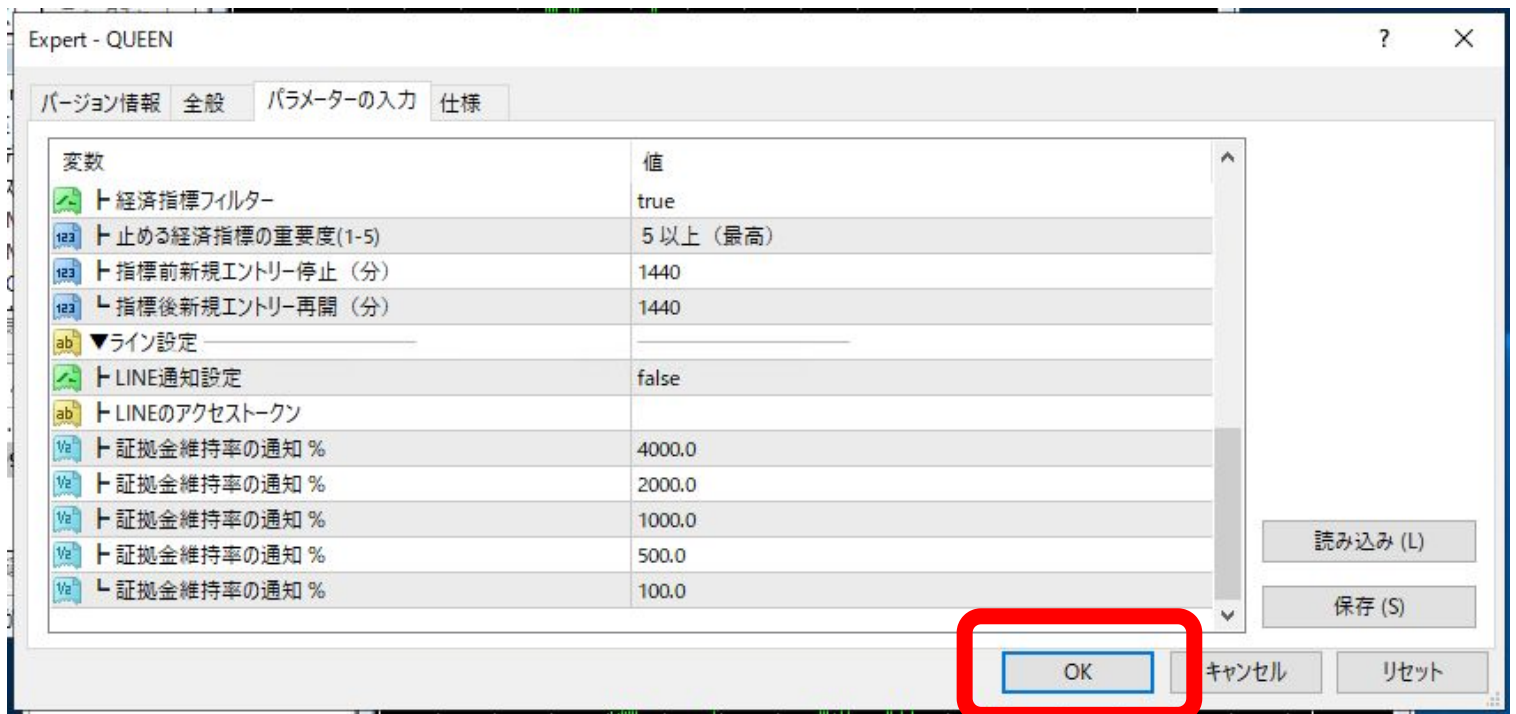 Expert - QUEEN
バージョン情報 全般 パラメーターの入力 仕様
変数 値
┣ 経済指標フィルター true
┣ 止める経済指標の重要度(1-5) 5以上（最高）
┣ 指標前新規エントリー停止（分） 1440
┗ 指標後新規エントリー再開（分） 1440
▼ライン設定
┣ LINE通知設定 false
┣ LINEのアクセストークン
┣ 証拠金維持率の通知 % 4000.0
┣ 証拠金維持率の通知 % 2000.0
┣ 証拠金維持率の通知 % 1000.0
┣ 証拠金維持率の通知 % 500.0
┗ 証拠金維持率の通知 % 100.0
読み込み (L)
保存 (S)
OK キャンセル リセット